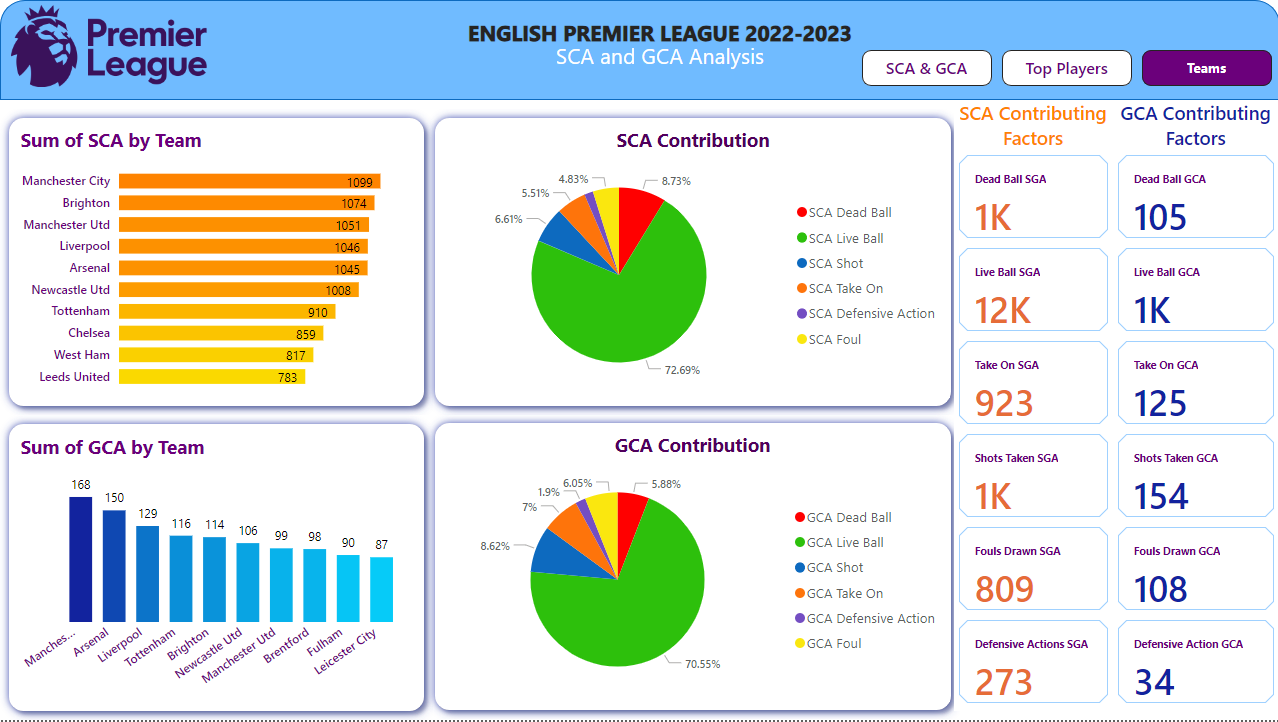 Premier
League
ENGLISH PREMIER LEAGUE 2022-2023
SCA and GCA Analysis
SCA & GCA
Top Players
Teams
Sum of SCA by Team
Manchester City 1099
Brighton 1074
Manchester Utd 1051
Liverpool 1046
Arsenal 1045
Newcastle Utd 1008
Tottenham 910
Chelsea 859
West Ham 817
Leeds United 783
SCA Contribution
4.83%
8.73%
5.51%
6.61%
72.69%
SCA Dead Ball
SCA Live Ball
SCA Shot
SCA Take On
SCA Defensive Action
SCA Foul
Sum of GCA by Team
168
150
129
116
114
106
99
98
90
87
Manches...
Arsenal
Liverpool
Tottenham
Brighton
Newcastle Utd
Manchester Utd
Brentford
Fulham
Leicester City
GCA Contribution
6.05%
5.88%
1.9%
7%
8.62%
70.55%
GCA Dead Ball
GCA Live Ball
GCA Shot
GCA Take On
GCA Defensive Action
GCA Foul
SCA Contributing
Factors
Dead Ball SGA
1K
Live Ball SGA
12K
Take On SGA
923
Shots Taken SGA
1K
Fouls Drawn SGA
809
Defensive Actions SGA
273
GCA Contributing
Factors
Dead Ball GCA
105
Live Ball GCA
1K
Take On GCA
125
Shots Taken GCA
154
Fouls Drawn GCA
108
Defensive Action GCA
34